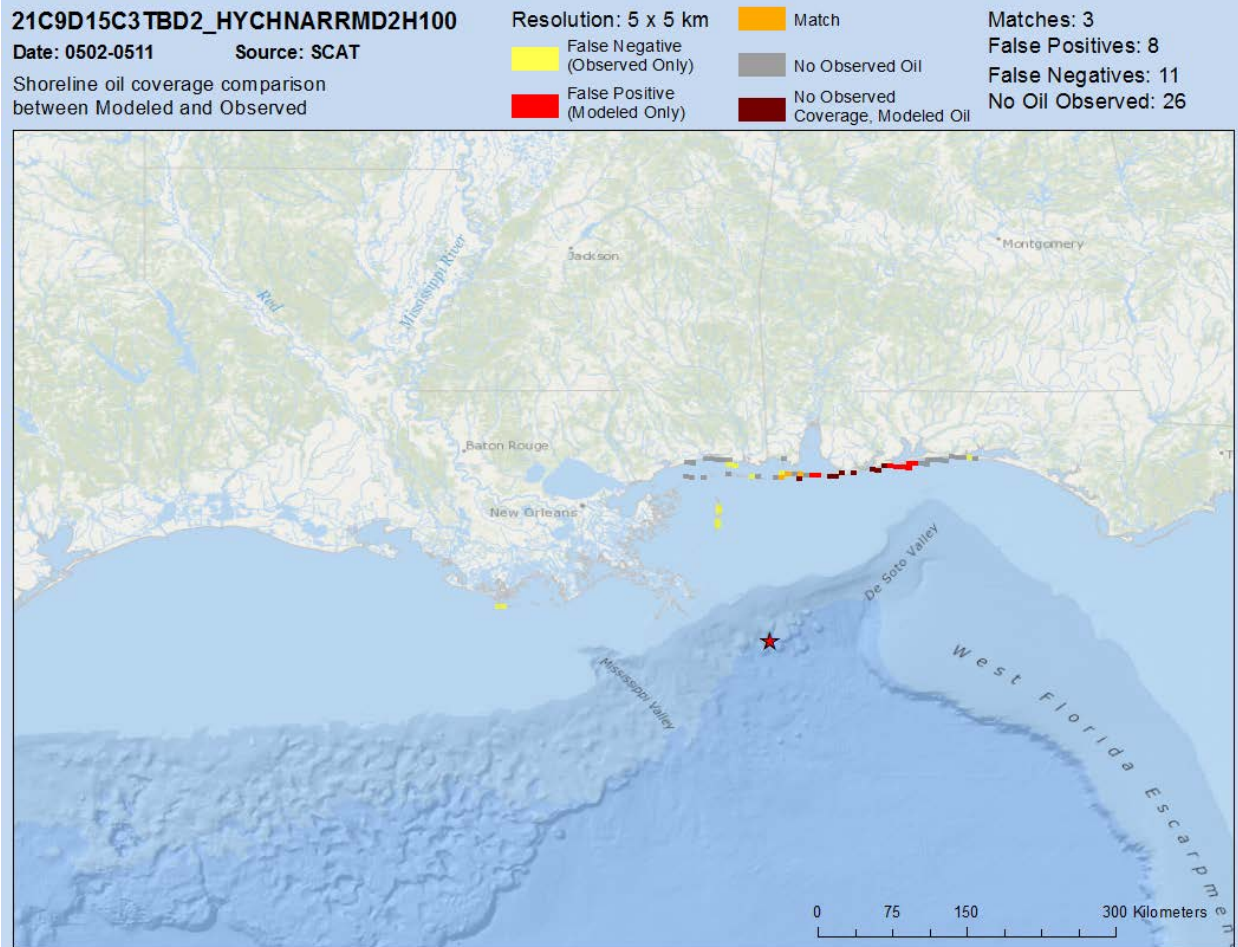 21C9D15C3TBD2_HYCHNARRMD2H100
Date: 0502-0511 Source: SCAT
Shoreline oil coverage comparison
between Modeled and Observed
Resolution: 5 x 5 km
False Negative
(Observed Only)
False Positive
(Modeled Only)
Match
No Observed Oil
No Observed
Coverage, Modeled Oil
Matches: 3
False Positives: 8
False Negatives: 11
No Oil Observed: 26
Montgomery
Jackson
Mississippi River
Red
Baton Rouge
T
New Orleans
De Soto Valley
Mississippi Valley
West Florida Escarpmen
0 75 150 300 Kilometers